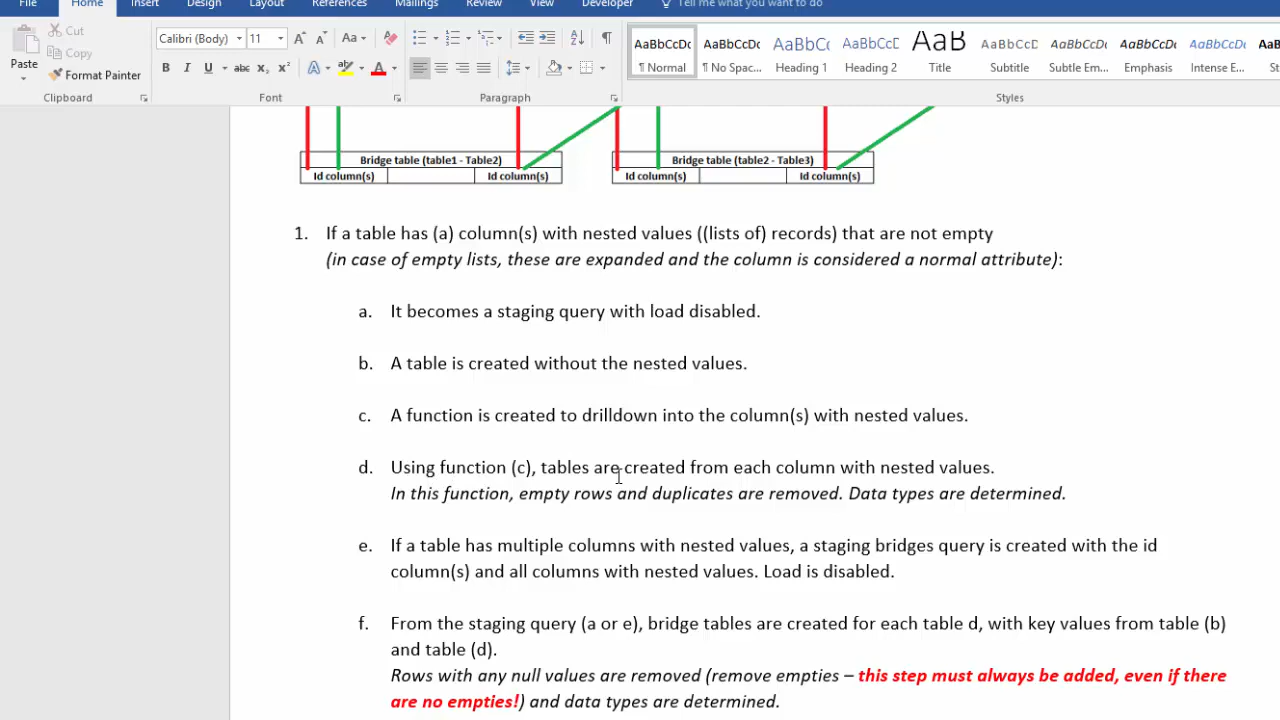 File Home Insert Design Layout References Mailings Review View Developer Tell me what you want to do
Cut
Copy
Paste
Format Painter
Calibri (Body) 11 Aa
B I U abc X₂ X² A ab A
AaBbCcDc AaBbCcDc AaBbCc AaBbCcD AaB AaBbCcD AaBbCcDc AaBbCcDc AaBbCcDc
¶ Normal ¶ No Spac... Heading 1 Heading 2 Title Subtitle Subtle Em... Emphasis Intense E...
Clipboard Font Paragraph Styles
Bridge table (table1 - Table2) Bridge table (table2 - Table3)
Id column(s) Id column(s) Id column(s) Id column(s)
1. If a table has (a) column(s) with nested values ((lists of) records) that are not empty
(in case of empty lists, these are expanded and the column is considered a normal attribute):
a. It becomes a staging query with load disabled.
b. A table is created without the nested values.
c. A function is created to drilldown into the column(s) with nested values.
d. Using function (c), tables are created from each column with nested values.
In this function, empty rows and duplicates are removed. Data types are determined.
e. If a table has multiple columns with nested values, a staging bridges query is created with the id
column(s) and all columns with nested values. Load is disabled.
f. From the staging query (a or e), bridge tables are created for each table d, with key values from table (b)
and table (d).
Rows with any null values are removed (remove empties – this step must always be added, even if there
are no empties!) and data types are determined.